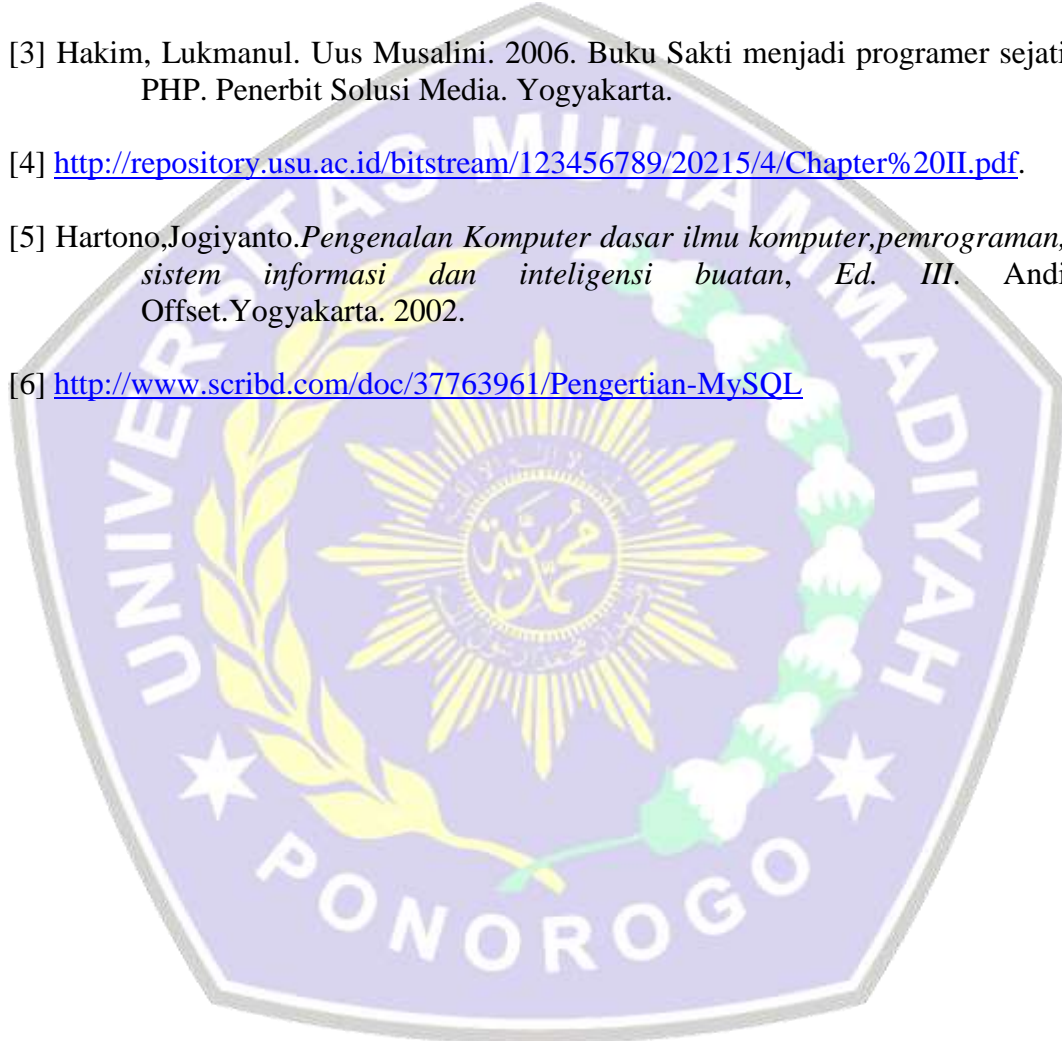 [3] Hakim, Lukmanul. Uus Musalini. 2006. Buku Sakti menjadi programer sejati
PHP. Penerbit Solusi Media. Yogyakarta.
[4] http://repository.usu.ac.id/bitstream/123456789/20215/4/Chapter%20II.pdf.
[5] Hartono,Jogiyanto.Pengenalan Komputer dasar ilmu komputer,pemrograman,
sistem informasi dan inteligensi buatan, Ed. III. Andi
Offset.Yogyakarta. 2002.
[6] http://www.scribd.com/doc/37763961/Pengertian-MySQL
UNIVERSITAS MUHAMMADIYAH
PONOROGO